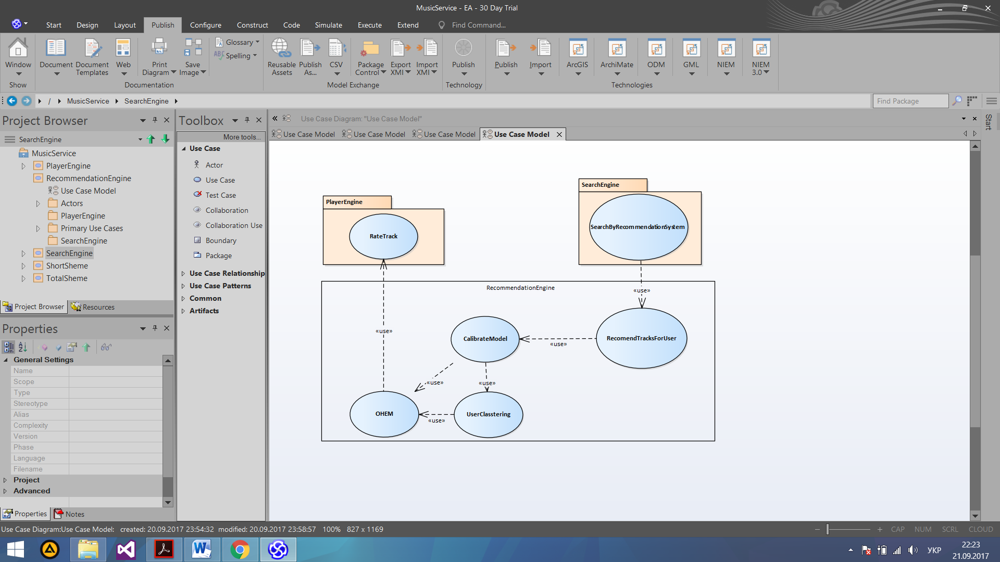 MusicService - EA - 30 Day Trial
Start Design Layout Publish Configure Construct Code Simulate Execute Extend Find Command...
Window
Show
Document
Document Templates
Web
Print Diagram
Save Image
Glossary
ABC Spelling
Documentation
Reusable Assets
Publish As...
CSV
Package Control
Export XMI
Import XMI
Model Exchange
Publish
Technology
Publish
Import
ArcGIS
ArchiMate
ODM
GML
NIEM
NIEM 3.0
Technologies
/ MusicService SearchEngine
Find Package
Project Browser
SearchEngine
MusicService
PlayerEngine
RecommendationEngine
Use Case Model
Actors
PlayerEngine
Primary Use Cases
SearchEngine
SearchEngine
ShortSheme
TotalSheme
Project Browser Resources
Properties
General Settings
Name
Scope
Type
Stereotype
Alias
Complexity
Version
Phase
Language
Filename
Project
Advanced
Properties Notes
Toolbox
More tools...
Use Case
Actor
Use Case
Test Case
Collaboration
Collaboration Use
Boundary
Package
Use Case Relationship
Use Case Patterns
Common
Artifacts
Use Case Diagram: "Use Case Model"
Use Case Model Use Case Model Use Case Model Use Case Model
Start
SearchEngine
PlayerEngine
SearchByRecommendationSystem
RateTrack
RecommendationEngine
«use»
«use»
CalibrateModel
RecomendTracksForUser
«use»
«use»
«use»
OHEM
UserClasstering
«use»
Use Case Diagram:Use Case Model: created: 20.09.2017 23:54:32 modified: 20.09.2017 23:58:57 100% 827 x 1169
CAP NUM SCRL CLOUD
УКР
22:23
21.09.2017